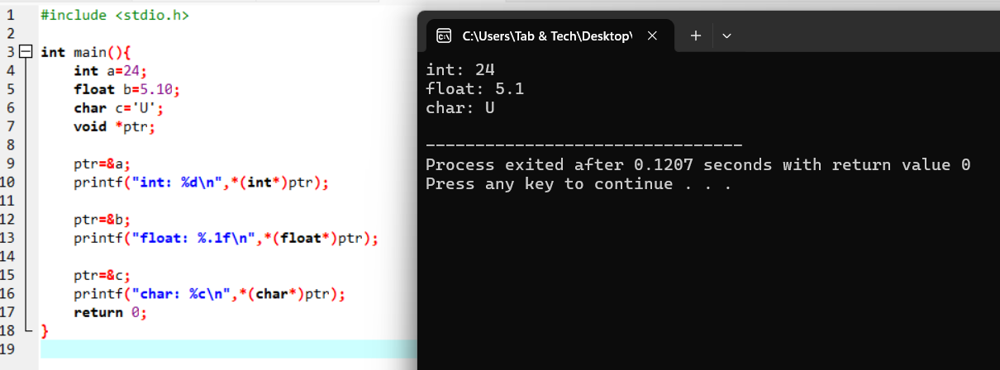 1 #include <stdio.h>
2
3 int main(){
4 int a=24;
5 float b=5.10;
6 char c='U';
7 void *ptr;
8
9 ptr=&a;
10 printf("int: %d\n",*(int*)ptr);
11
12 ptr=&b;
13 printf("float: %.1f\n",*(float*)ptr);
14
15 ptr=&c;
16 printf("char: %c\n",*(char*)ptr);
17 return 0;
18 }
19
C:\Users\Tab & Tech\Desktop\
int: 24
float: 5.1
char: U
--------------------------------
Process exited after 0.1207 seconds with return value 0
Press any key to continue . . .